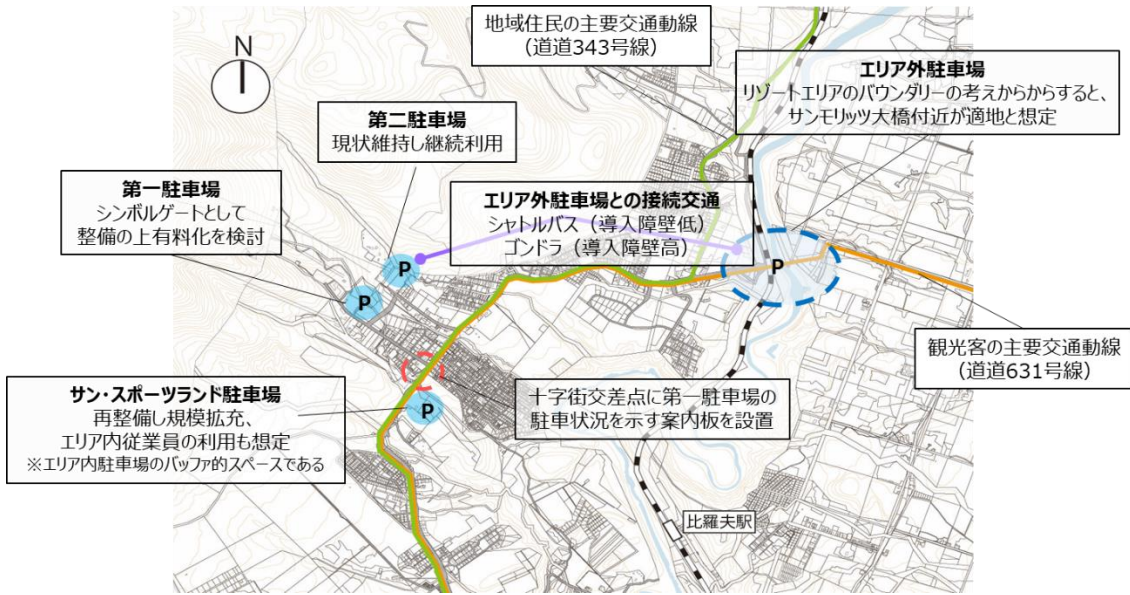 地域住民の主要交通動線
(道道343号線)
N
エリア外駐車場
リゾートエリアのバウンダリーの考えからからすると、
サンモリッツ大橋付近が適地と想定
第二駐車場
現状維持し継続利用
第一駐車場
シンボルゲートとして
整備の上有料化を検討
エリア外駐車場との接続交通
シャトルバス（導入障壁低）
ゴンドラ（導入障壁高）
P
P
P
観光客の主要交通動線
(道道631号線)
サン・スポーツランド駐車場
再整備し規模拡充、
エリア内従業員の利用も想定
※エリア内駐車場のバッファ的スペースである
P
十字街交差点に第一駐車場の
駐車状況を示す案内板を設置
比羅夫駅